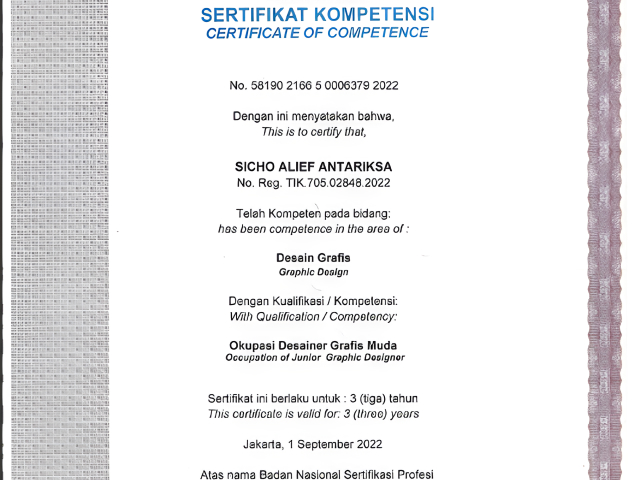 SERTIFIKAT KOMPETENSI
CERTIFICATE OF COMPETENCE
No. 58190 2166 5 0006379 2022
Dengan ini menyatakan bahwa,
This is to certify that,
SICHO ALIEF ANTARIKSA
No. Reg. TIK.705.02848.2022
Telah Kompeten pada bidang:
has been competence in the area of :
Desain Grafis
Graphic Design
Dengan Kualifikasi / Kompetensi:
With Qualification / Competency:
Okupasi Desainer Grafis Muda
Occupation of Junior Graphic Designer
Sertifikat ini berlaku untuk : 3 (tiga) tahun
This certificate is valid for: 3 (three) years
Jakarta, 1 September 2022
Atas nama Badan Nasional Sertifikasi Profesi